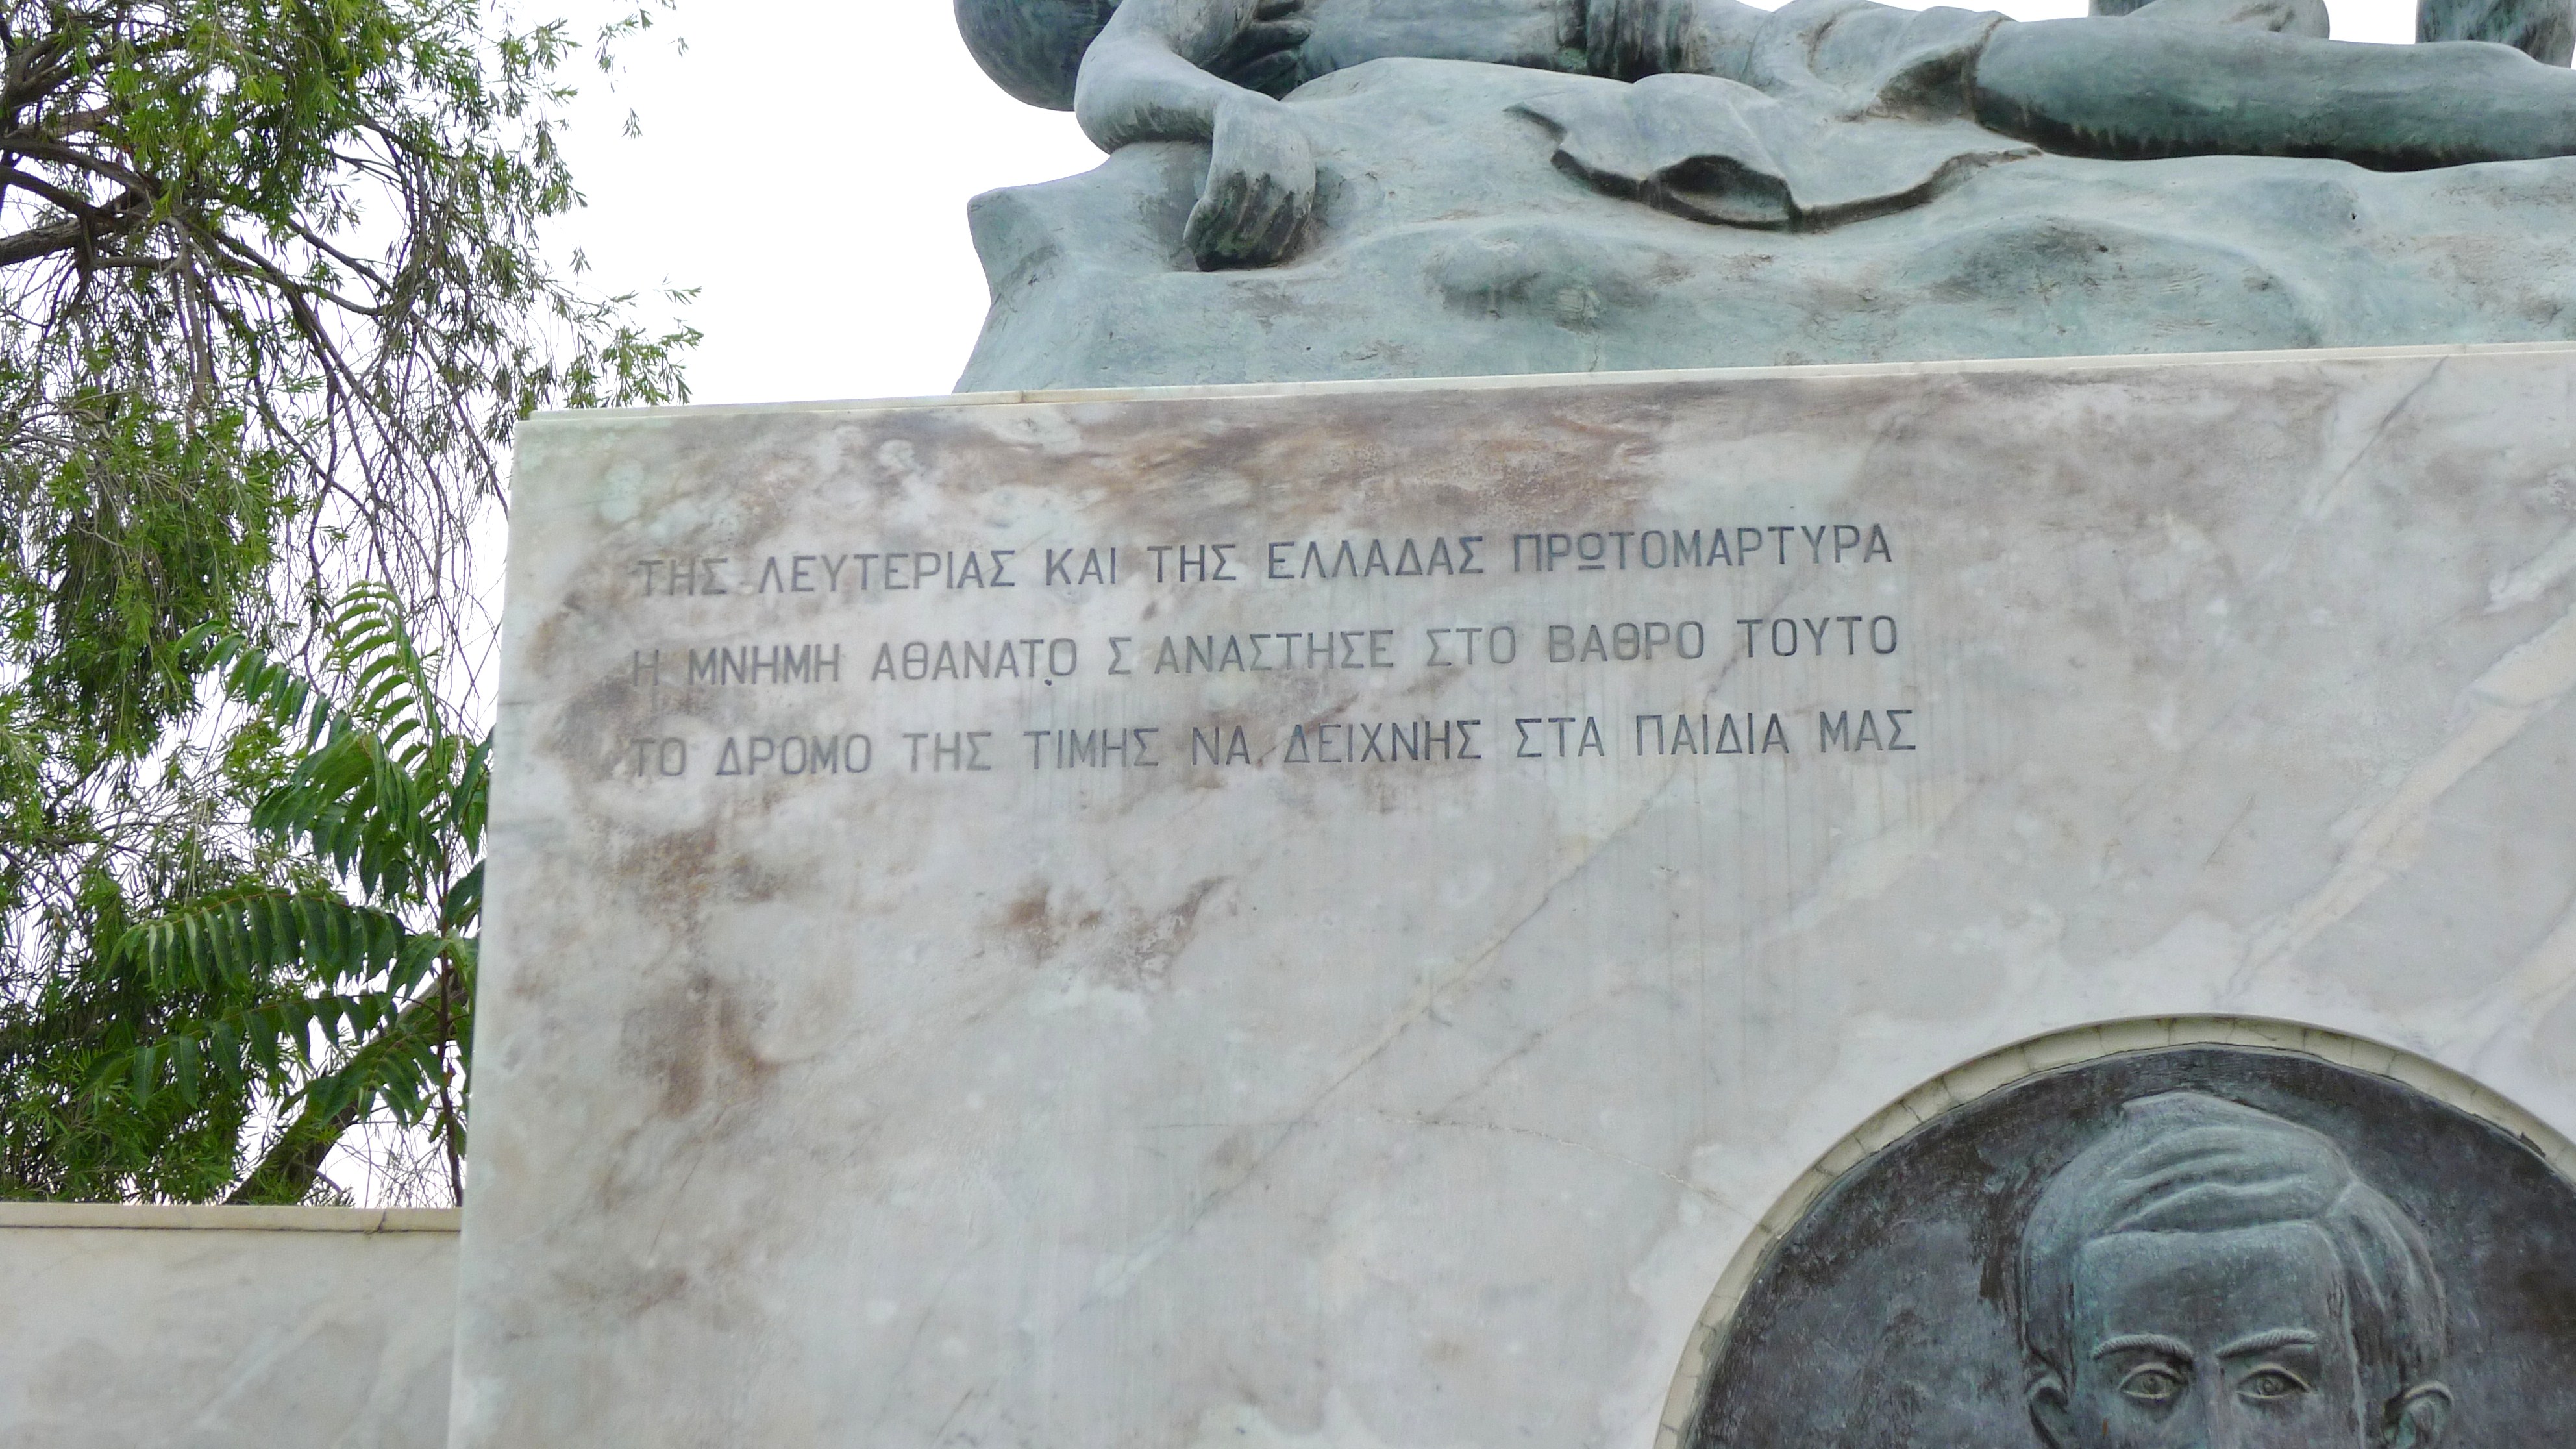 ΤΗΣ ΛΕΥΤΕΡΙΑΣ ΚΑΙ ΤΗΣ ΕΛΛΑΔΑΣ ΠΡΩΤΟΜΑΡΤΥΡΑ
Η ΜΝΗΜΗ ΑΘΑΝΑΤΟ Σ ΑΝΑΣΤΗΣΕ ΣΤΟ ΒΑΘΡΟ ΤΟΥΤΟ
ΤΟ ΔΡΟΜΟ ΤΗΣ ΤΙΜΗΣ ΝΑ ΔΕΙΧΝΗΣ ΣΤΑ ΠΑΙΔΙΑ ΜΑΣ